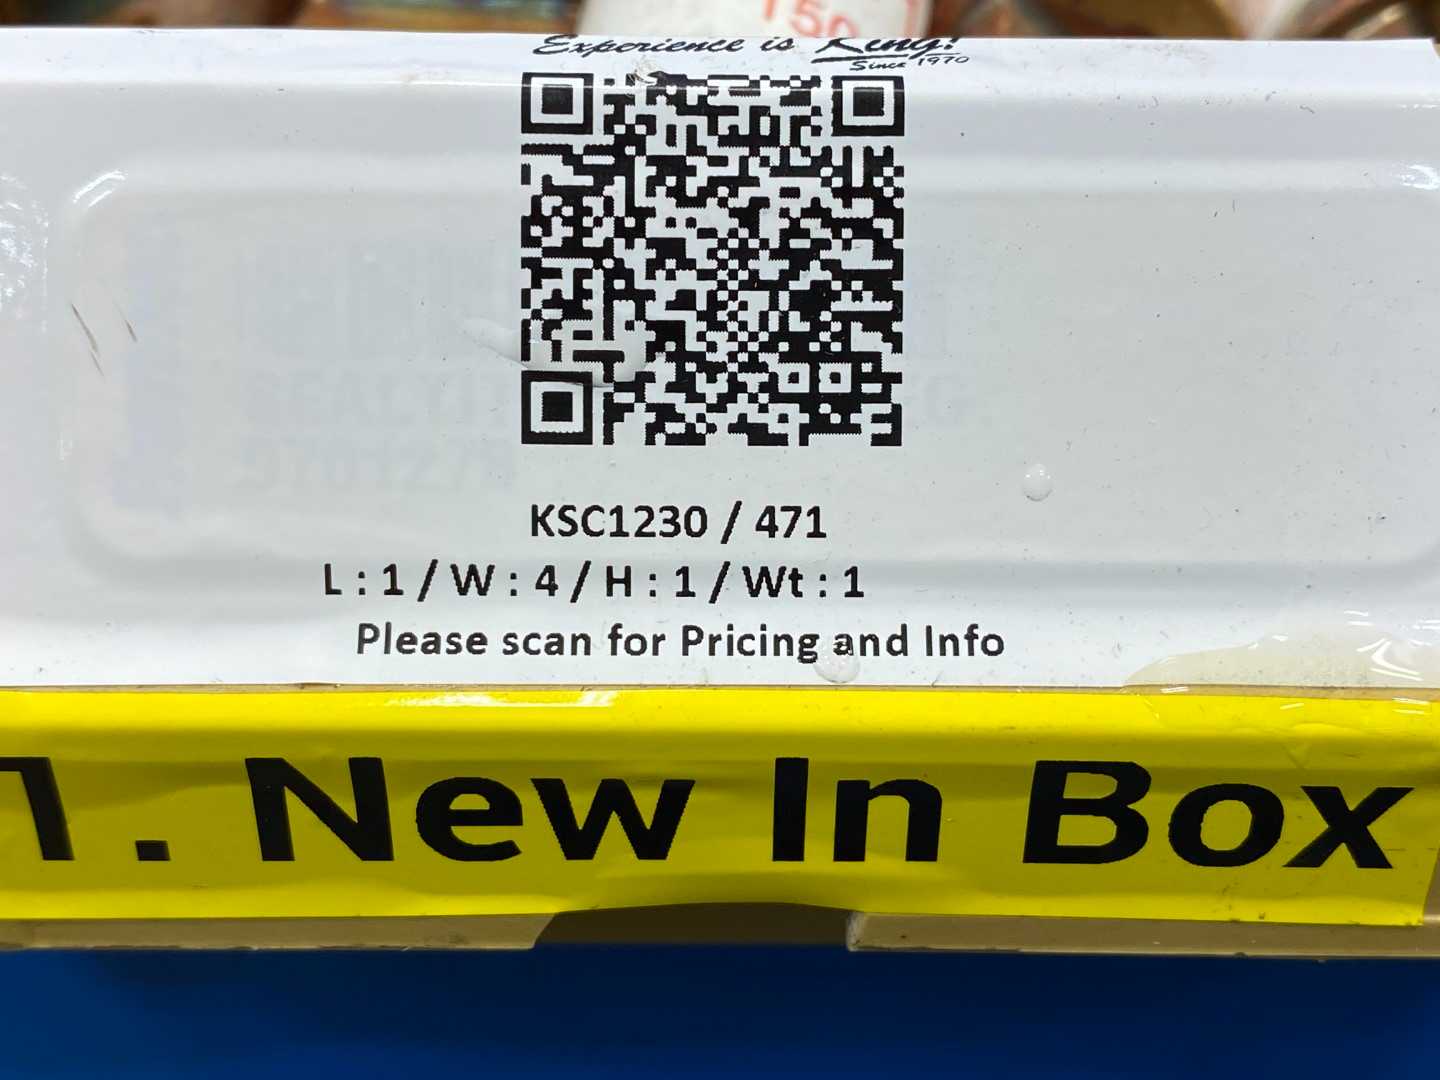 150
Experience is King!
Since 1970
KSC1230 / 471
L : 1 / W : 4 / H : 1 / Wt : 1
Please scan for Pricing and Info
1. New In Box